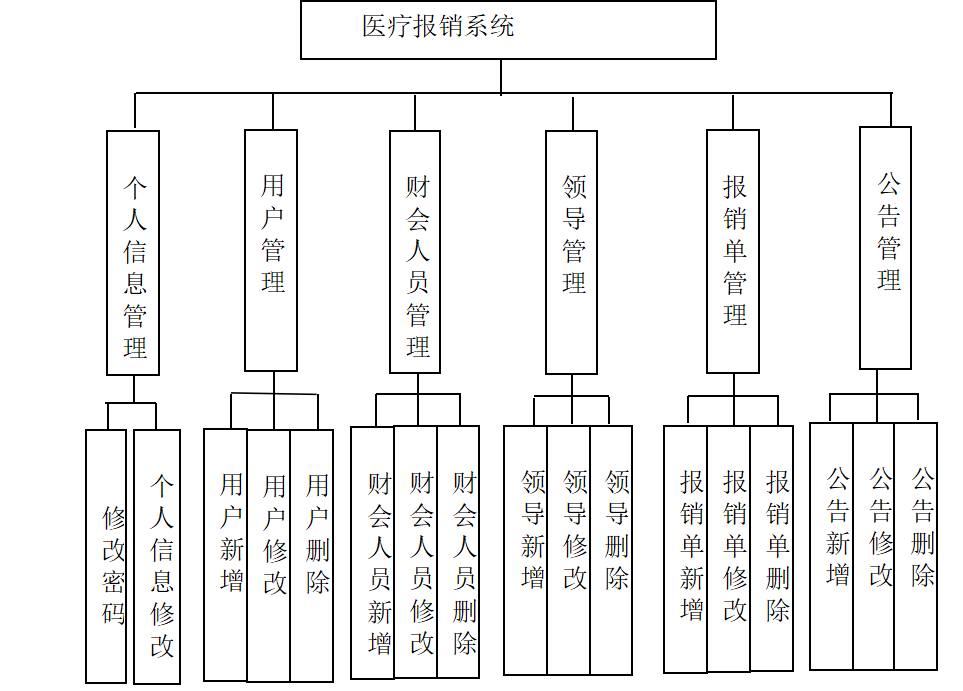 医疗报销系统
个人信息管理
用户管理
财会人员管理
领导管理
报销单管理
公告管理
修改密码
个人信息修改
用户新增
用户修改
用户删除
财会人员新增
财会人员修改
财会人员删除
领导新增
领导修改
领导删除
报销单新增
报销单修改
报销单删除
公告新增
公告修改
公告删除